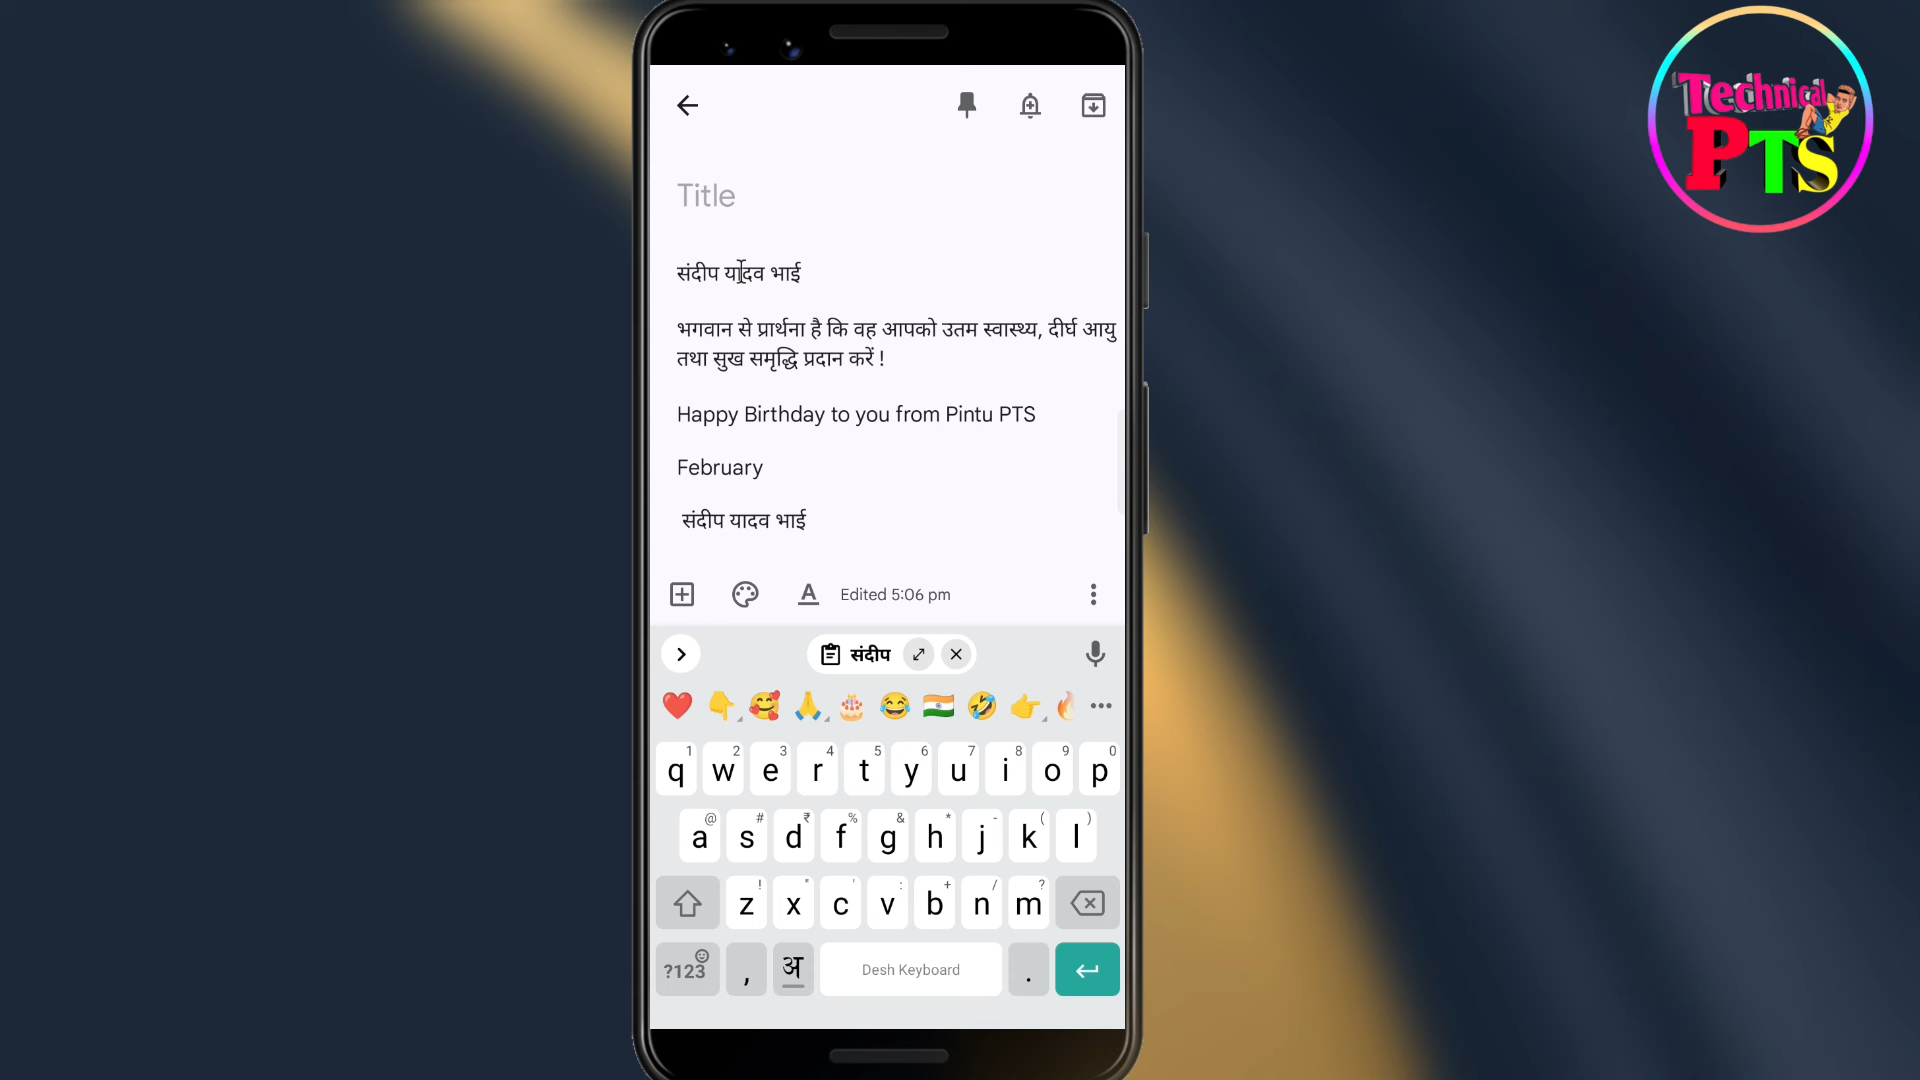 Technical
PTS
Title
संदीप यादव भाई
भगवान से प्रार्थना है कि वह आपको उतम स्वास्थ्य, दीर्घ आयु
तथा सुख समृद्धि प्रदान करें !
Happy Birthday to you from Pintu PTS
February
संदीप यादव भाई
Edited 5:06 pm
संदीप
1 2 3 4 5 6 7 8 9 0
q w e r t y u i o p
@ # ₹ % & * - ( )
a s d f g h j k l
! " ' : + / ?
z x c v b n m
?123 , अ Desh Keyboard .